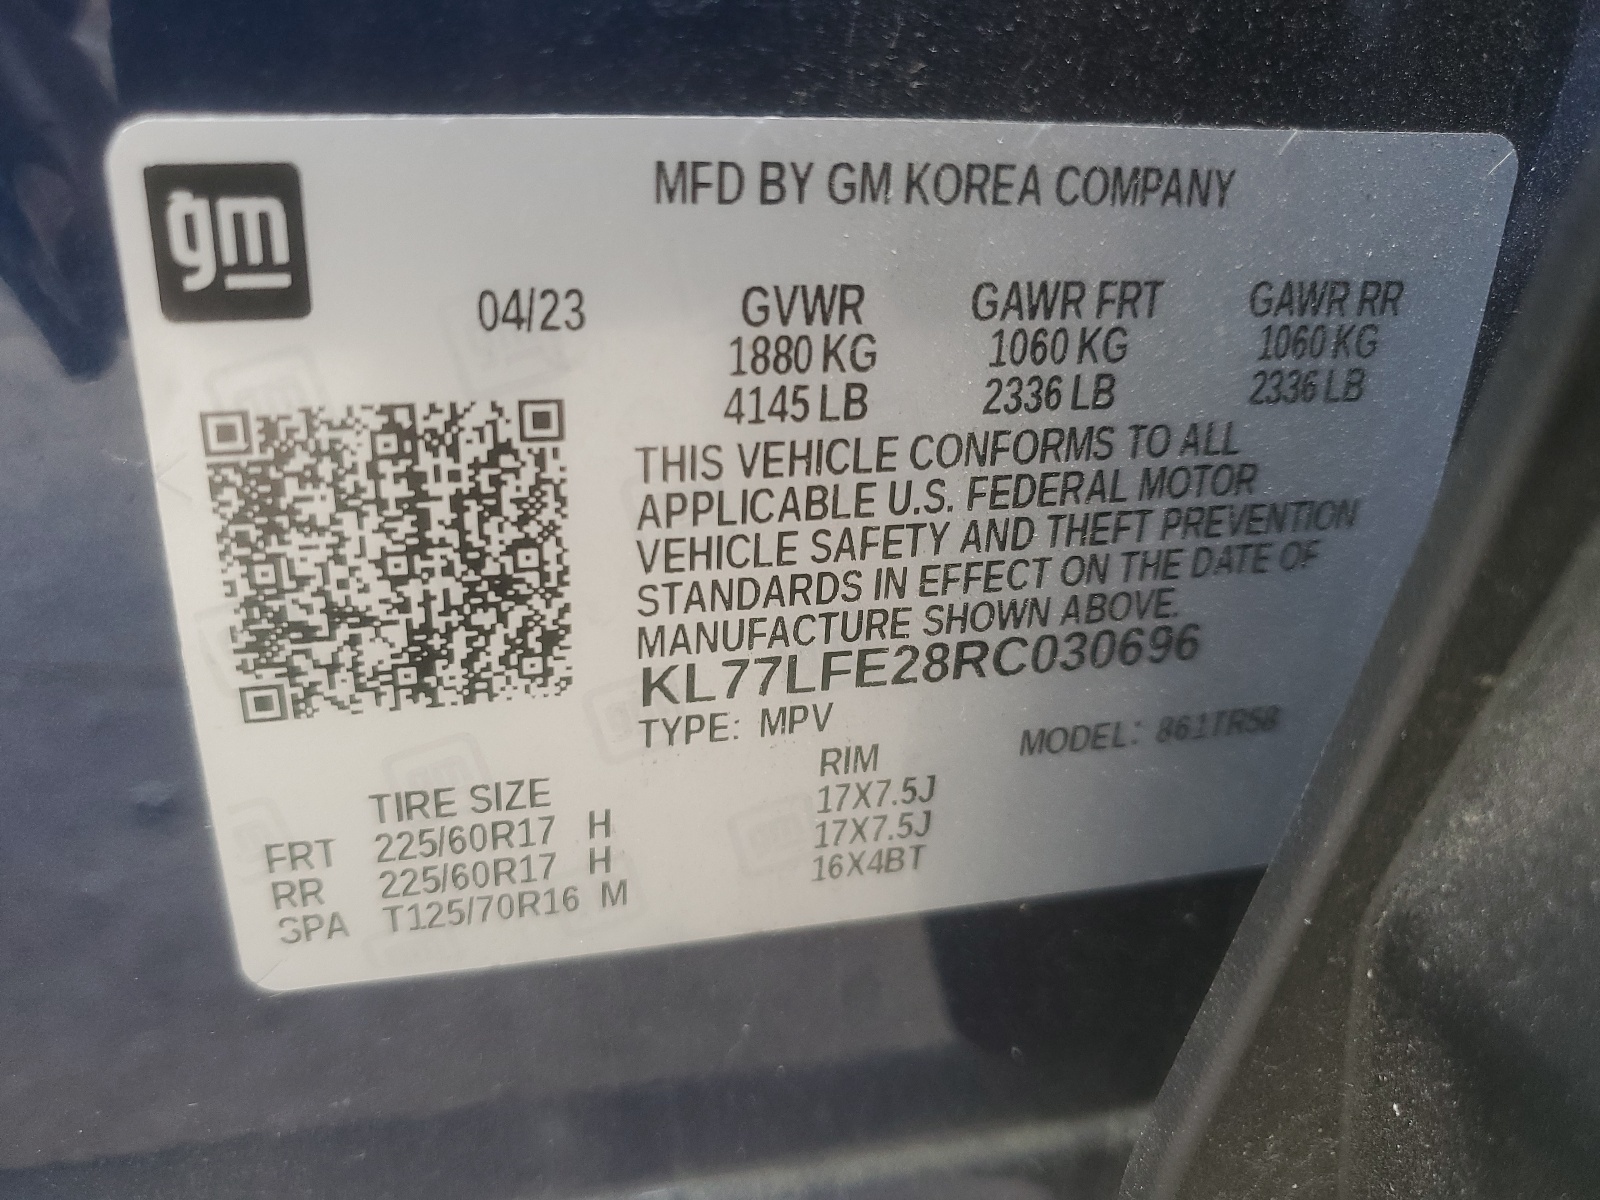 gm
MFD BY GM KOREA COMPANY
04/23 GVWR GAWR FRT GAWR RR
1880 KG 1060 KG 1060 KG
4145 LB 2336 LB 2336 LB
THIS VEHICLE CONFORMS TO ALL
APPLICABLE U.S. FEDERAL MOTOR
VEHICLE SAFETY AND THEFT PREVENTION
STANDARDS IN EFFECT ON THE DATE OF
MANUFACTURE SHOWN ABOVE.
KL77LFE28RC030696
TYPE: MPV MODEL: 861TR58
TIRE SIZE RIM
FRT 225/60R17 H 17X7.5J
RR 225/60R17 H 17X7.5J
SPA T125/70R16 M 16X4BT